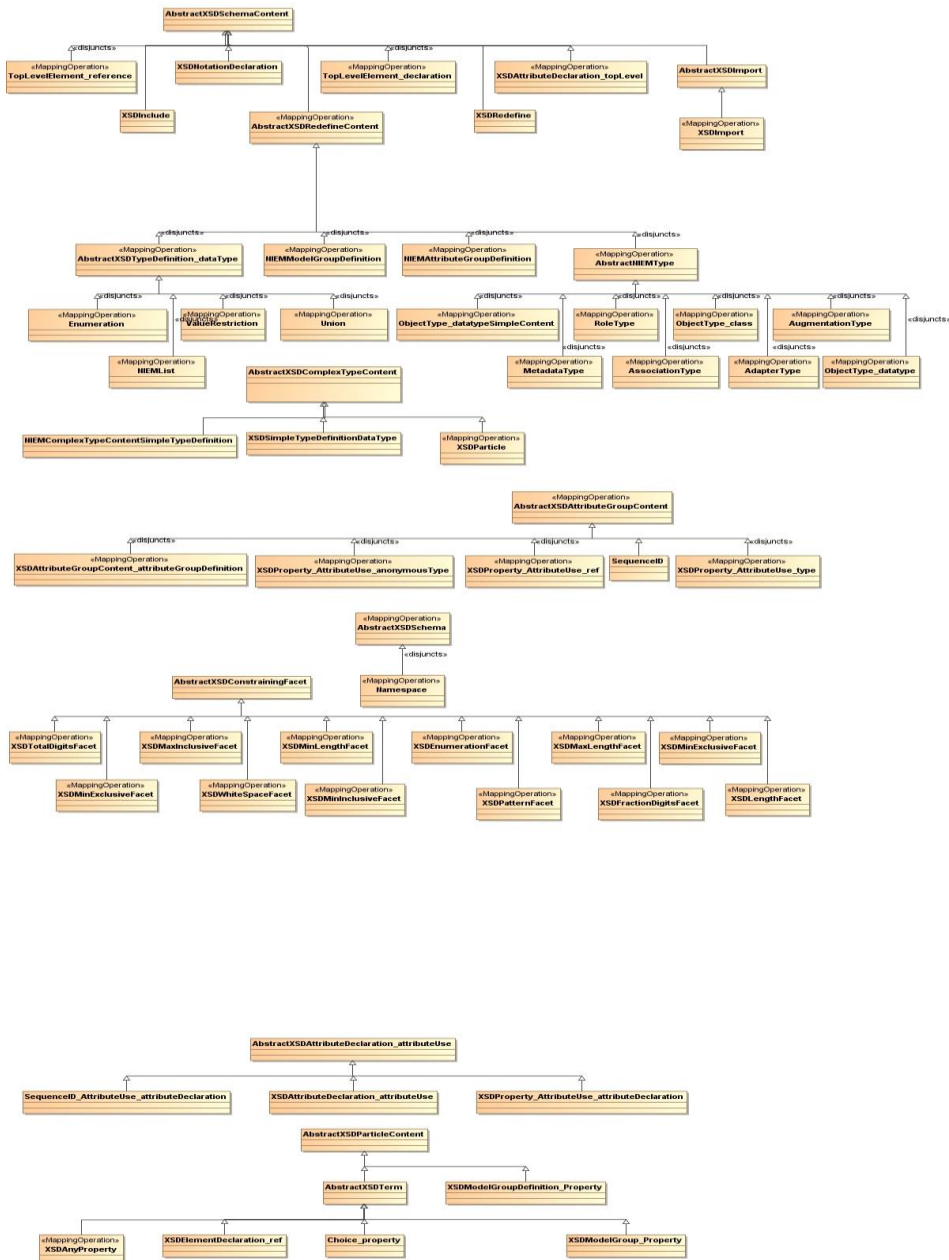 AbstractXSDSchemaContent
«disjuncts»
«disjuncts»
«disjuncts»
«MappingOperation»
TopLevelElement_reference
XSDNotationDeclaration
«MappingOperation»
TopLevelElement_declaration
«MappingOperation»
XSDAttributeDeclaration_topLevel
AbstractXSDImport
XSDInclude
«MappingOperation»
AbstractXSDRedefineContent
XSDRedefine
«MappingOperation»
XSDImport
«disjuncts»
«disjuncts»
«disjuncts»
«disjuncts»
«MappingOperation»
AbstractXSDTypeDefinition_dataType
«MappingOperation»
NIEMModelGroupDefinition
«MappingOperation»
NIEMAttributeGroupDefinition
«MappingOperation»
AbstractNIEMType
«disjuncts»
«disjuncts»
«disjuncts»
«disjuncts»
«disjuncts»
«disjuncts»
«disjuncts»
«disjuncts»
«disjuncts»
«MappingOperation»
Enumeration
«MappingOperation»
ValueRestriction
«MappingOperation»
Union
«MappingOperation»
ObjectType_datatypeSimpleContent
«MappingOperation»
RoleType
«MappingOperation»
ObjectType_class
«MappingOperation»
AugmentationType
«disjuncts»
«disjuncts»
«disjuncts»
«disjuncts»
«MappingOperation»
NIEMList
«MappingOperation»
MetadataType
«MappingOperation»
AssociationType
«MappingOperation»
AdapterType
«MappingOperation»
ObjectType_datatype
AbstractXSDComplexTypeContent
NIEMComplexTypeContentSimpleTypeDefinition
XSDSimpleTypeDefinitionDataType
«MappingOperation»
XSDParticle
«MappingOperation»
AbstractXSDAttributeGroupContent
«disjuncts»
«disjuncts»
«disjuncts»
«disjuncts»
«MappingOperation»
XSDAttributeGroupContent_attributeGroupDefinition
«MappingOperation»
XSDProperty_AttributeUse_anonymousType
«MappingOperation»
XSDProperty_AttributeUse_ref
SequenceID
«MappingOperation»
XSDProperty_AttributeUse_type
«MappingOperation»
AbstractXSDSchema
«disjuncts»
«MappingOperation»
Namespace
AbstractXSDConstrainingFacet
«MappingOperation»
XSDTotalDigitsFacet
«MappingOperation»
XSDMaxInclusiveFacet
«MappingOperation»
XSDMinLengthFacet
«MappingOperation»
XSDEnumerationFacet
«MappingOperation»
XSDMaxLengthFacet
«MappingOperation»
XSDMinExclusiveFacet
«MappingOperation»
XSDMinExclusiveFacet
«MappingOperation»
XSDWhiteSpaceFacet
«MappingOperation»
XSDMinInclusiveFacet
«MappingOperation»
XSDPatternFacet
«MappingOperation»
XSDFractionDigitsFacet
«MappingOperation»
XSDLengthFacet
AbstractXSDAttributeDeclaration_attributeUse
SequenceID_AttributeUse_attributeDeclaration
XSDAttributeDeclaration_attributeUse
XSDProperty_AttributeUse_attributeDeclaration
AbstractXSDParticleContent
AbstractXSDTerm
XSDModelGroupDefinition_Property
«MappingOperation»
XSDAnyProperty
XSDElementDeclaration_ref
Choice_property
XSDModelGroup_Property